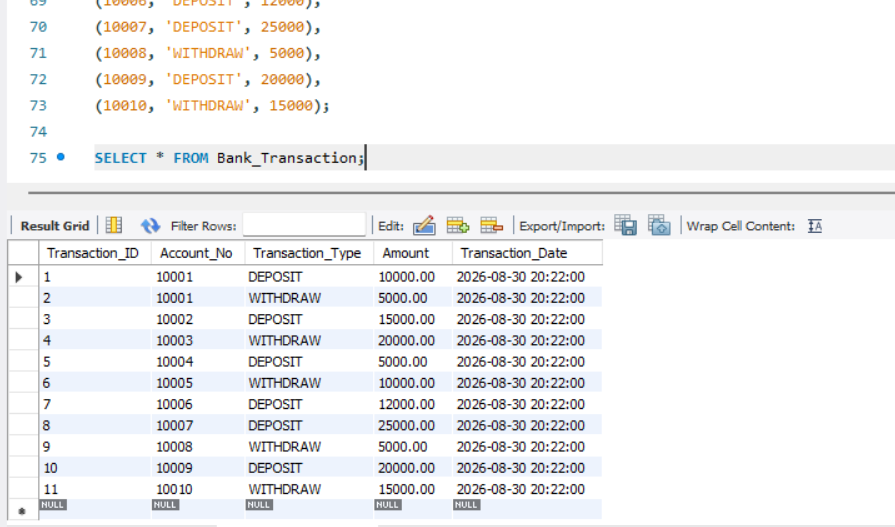 69 (10006, 'DEPOSIT', 12000),
70 (10007, 'DEPOSIT', 25000),
71 (10008, 'WITHDRAW', 5000),
72 (10009, 'DEPOSIT', 20000),
73 (10010, 'WITHDRAW', 15000);
74
75 SELECT * FROM Bank_Transaction;
Result Grid Filter Rows: Edit: Export/Import: Wrap Cell Content: IA
Transaction_ID Account_No Transaction_Type Amount Transaction_Date
1 10001 DEPOSIT 10000.00 2026-08-30 20:22:00
2 10001 WITHDRAW 5000.00 2026-08-30 20:22:00
3 10002 DEPOSIT 15000.00 2026-08-30 20:22:00
4 10003 WITHDRAW 20000.00 2026-08-30 20:22:00
5 10004 DEPOSIT 5000.00 2026-08-30 20:22:00
6 10005 WITHDRAW 10000.00 2026-08-30 20:22:00
7 10006 DEPOSIT 12000.00 2026-08-30 20:22:00
8 10007 DEPOSIT 25000.00 2026-08-30 20:22:00
9 10008 WITHDRAW 5000.00 2026-08-30 20:22:00
10 10009 DEPOSIT 20000.00 2026-08-30 20:22:00
11 10010 WITHDRAW 15000.00 2026-08-30 20:22:00
NULL NULL NULL NULL NULL